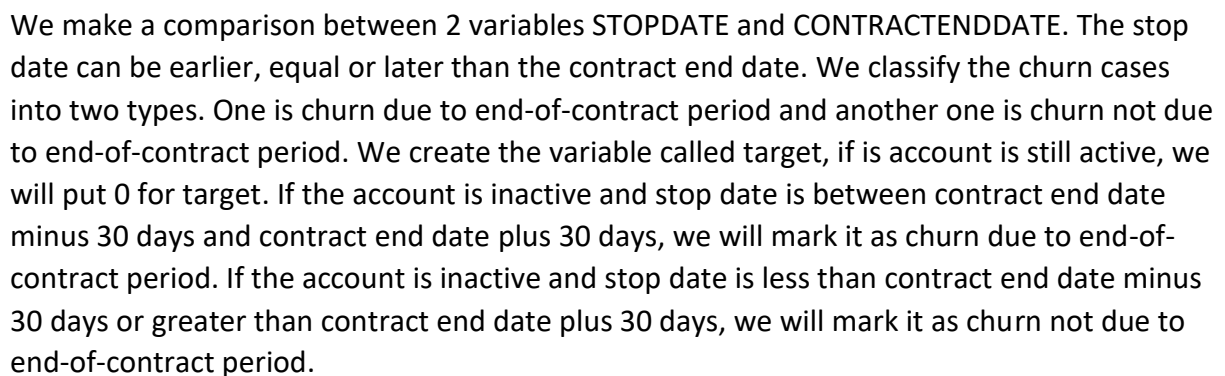 We make a comparison between 2 variables STOPDATE and CONTRACTENDDATE. The stop
date can be earlier, equal or later than the contract end date. We classify the churn cases
into two types. One is churn due to end-of-contract period and another one is churn not due
to end-of-contract period. We create the variable called target, if is account is still active, we
will put 0 for target. If the account is inactive and stop date is between contract end date
minus 30 days and contract end date plus 30 days, we will mark it as churn due to end-of-
contract period. If the account is inactive and stop date is less than contract end date minus
30 days or greater than contract end date plus 30 days, we will mark it as churn not due to
end-of-contract period.